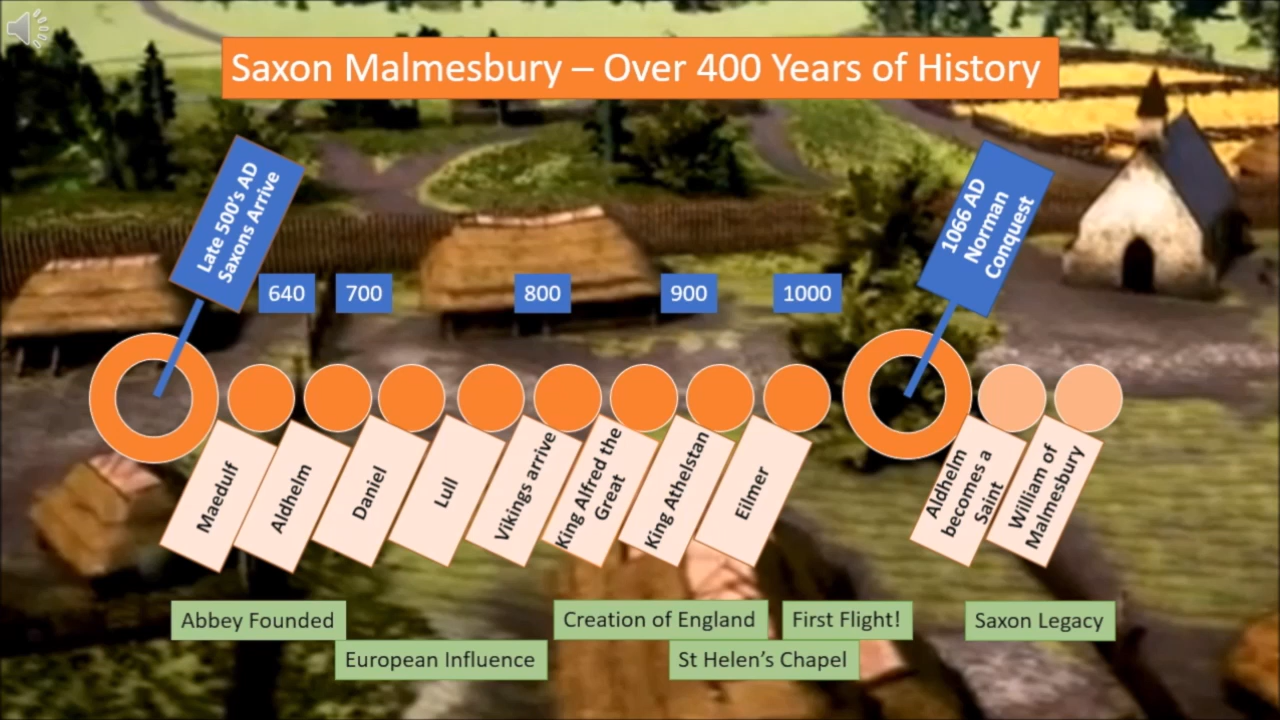 Saxon Malmesbury – Over 400 Years of History
Late 500's AD
Saxons Arrive
1066 AD
Norman
Conquest
640
700
800
900
1000
Maedulf
Aldhelm
Daniel
Lull
Vikings arrive
King Alfred the
Great
King Athelstan
Eilmer
Aldhelm
becomes a
Saint
William of
Malmesbury
Abbey Founded
Creation of England
First Flight!
Saxon Legacy
European Influence
St Helen's Chapel